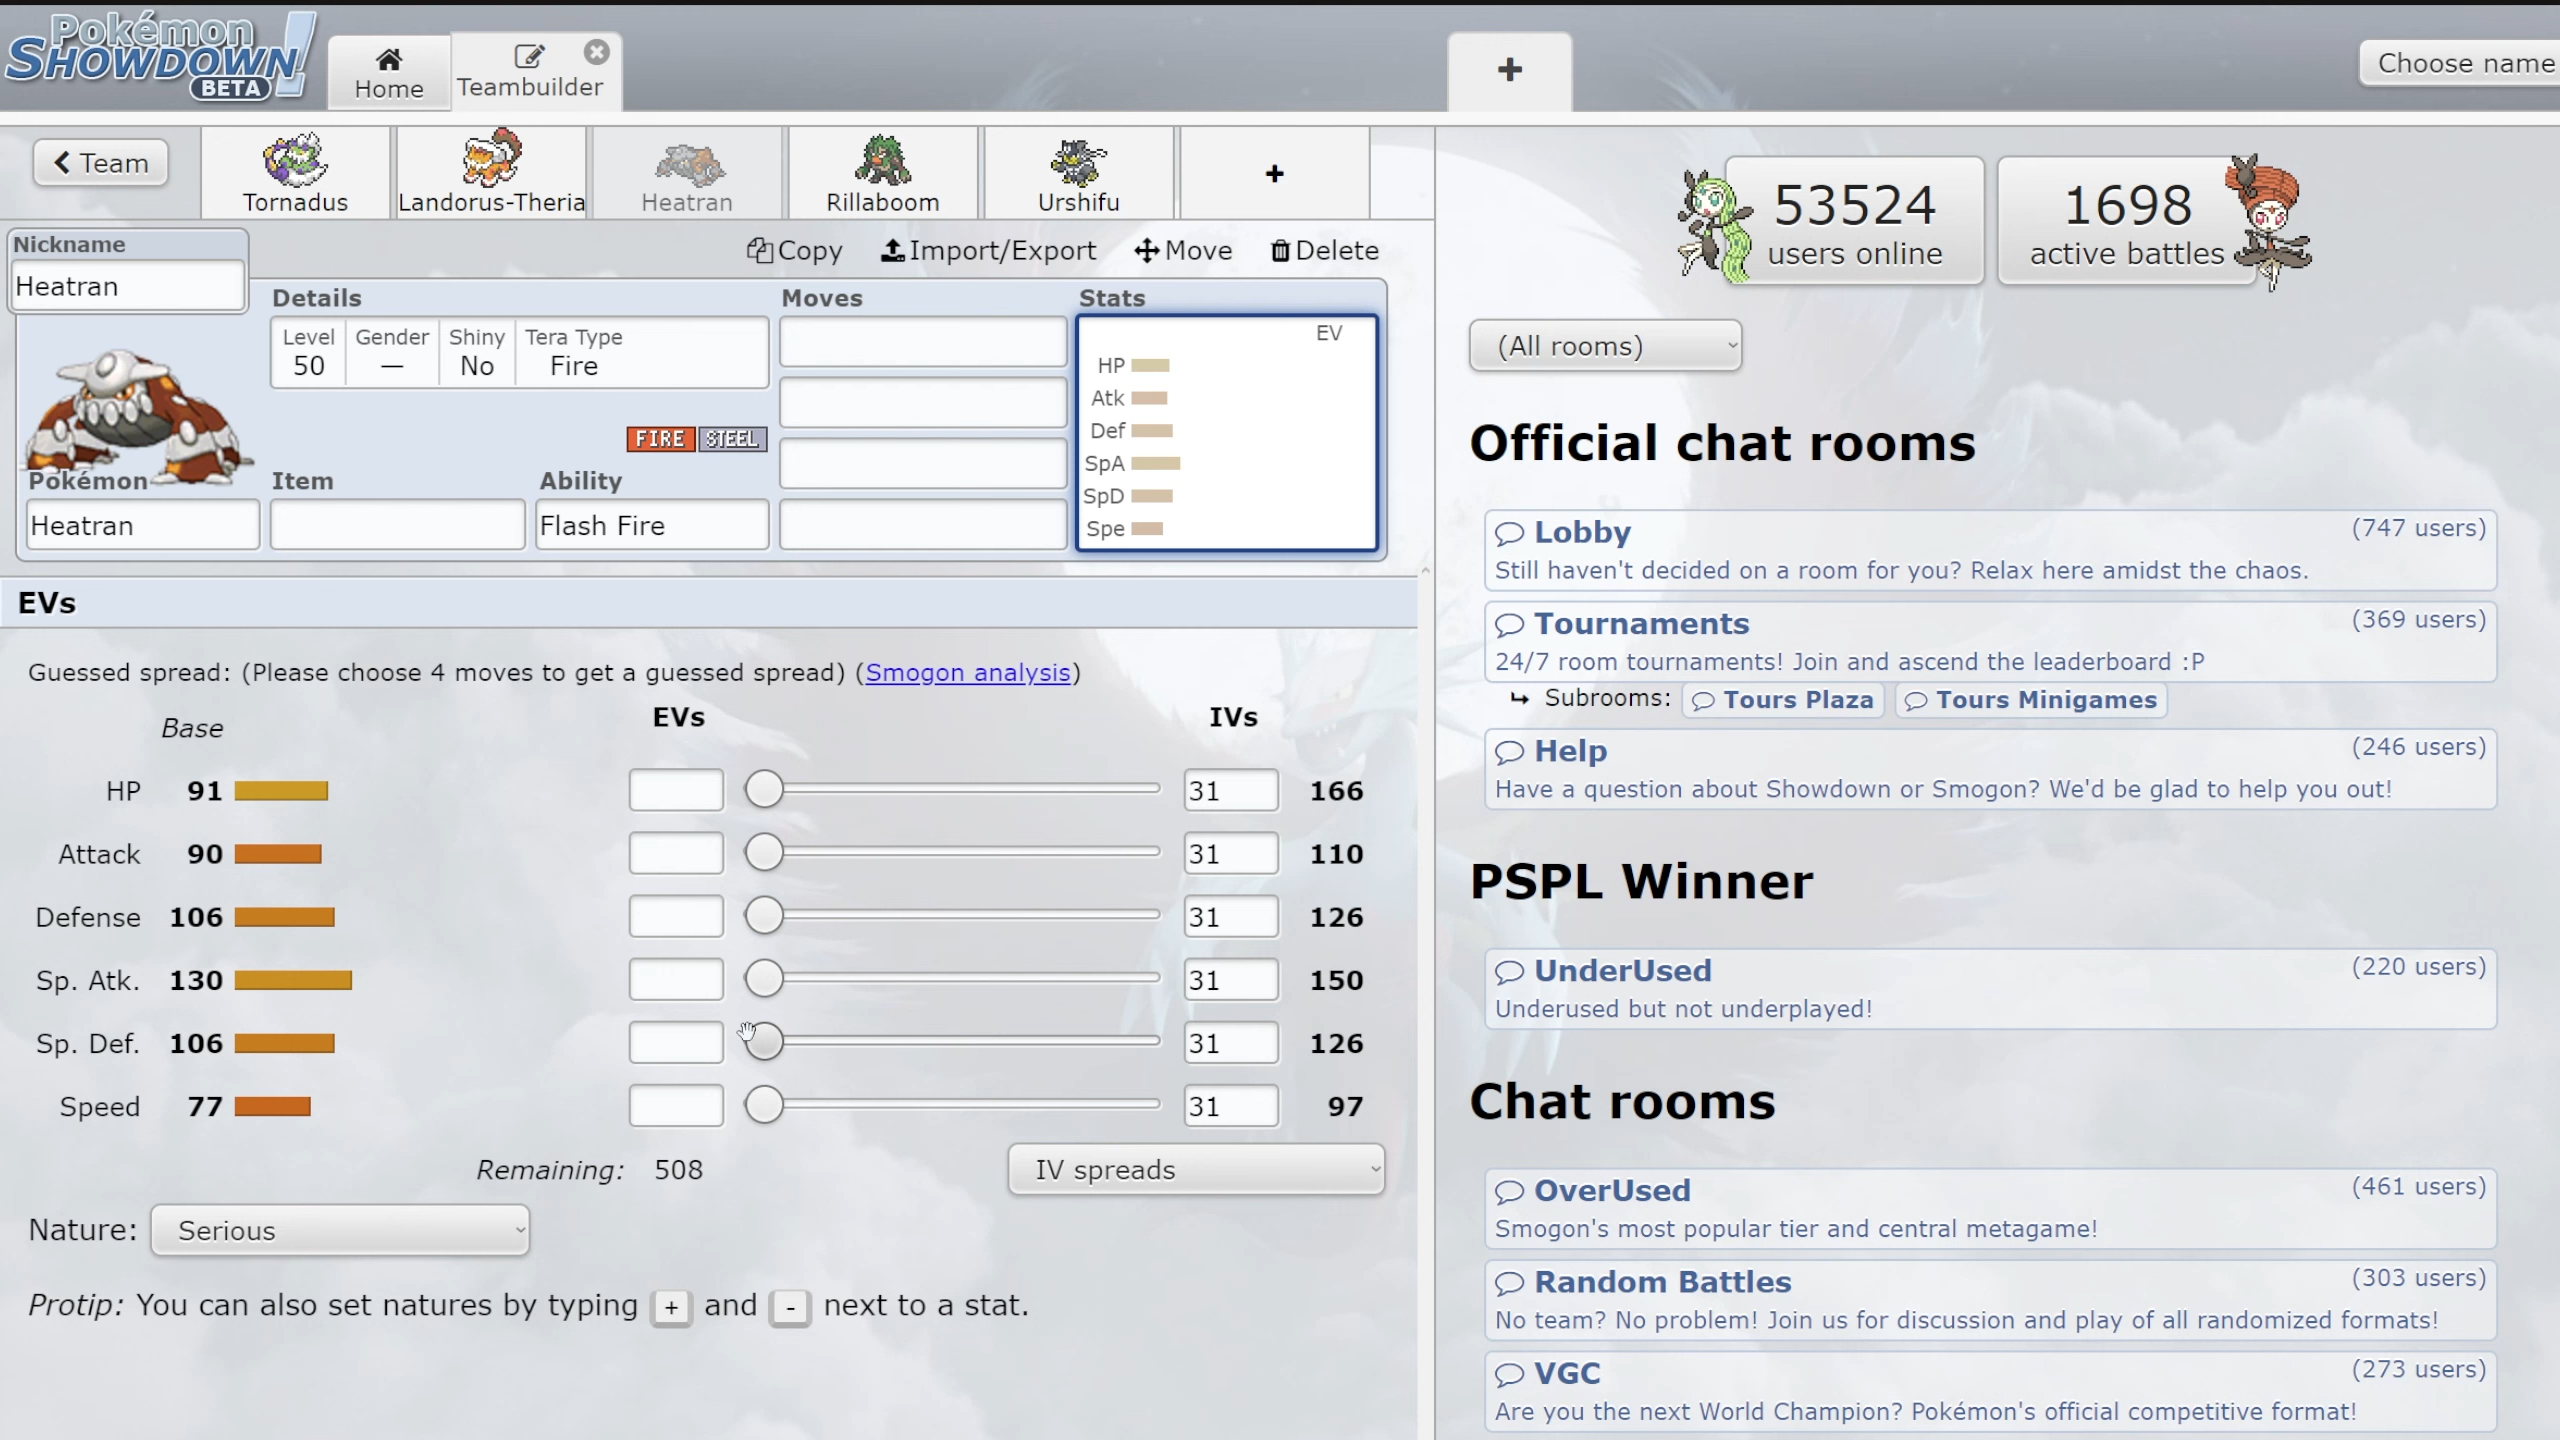 Pokémon
SHOWDOWN!
BETA
Home
Teambuilder
+
Choose name
Team
Tornadus
Landorus-Theria
Heatran
Rillaboom
Urshifu
+
Nickname
Heatran
Copy
Import/Export
Move
Delete
Details
Moves
Stats
Level
50
Gender
—
Shiny
No
Tera Type
Fire
FIRE STEEL
Pokémon
Heatran
Item
Ability
Flash Fire
EV
HP
Atk
Def
SpA
SpD
Spe
EVs
Guessed spread: (Please choose 4 moves to get a guessed spread) (Smogon analysis)
Base EVs IVs
HP 91 31 166
Attack 90 31 110
Defense 106 31 126
Sp. Atk. 130 31 150
Sp. Def. 106 31 126
Speed 77 31 97
Remaining: 508
IV spreads
Nature: Serious
Protip: You can also set natures by typing + and - next to a stat.
53524
users online
1698
active battles
(All rooms)
Official chat rooms
Lobby (747 users)
Still haven't decided on a room for you? Relax here amidst the chaos.
Tournaments (369 users)
24/7 room tournaments! Join and ascend the leaderboard :P
Subrooms: Tours Plaza Tours Minigames
Help (246 users)
Have a question about Showdown or Smogon? We'd be glad to help you out!
PSPL Winner
UnderUsed (220 users)
Underused but not underplayed!
Chat rooms
OverUsed (461 users)
Smogon's most popular tier and central metagame!
Random Battles (303 users)
No team? No problem! Join us for discussion and play of all randomized formats!
VGC (273 users)
Are you the next World Champion? Pokémon's official competitive format!